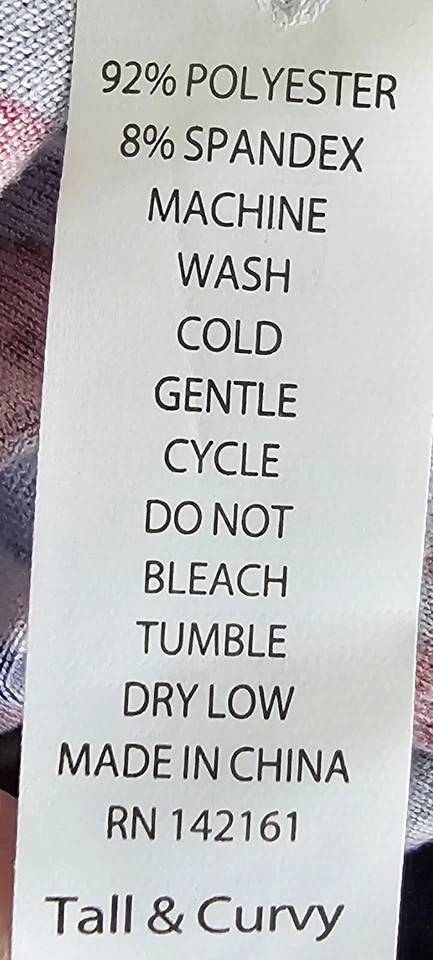 92% POLYESTER
8% SPANDEX
MACHINE
WASH
COLD
GENTLE
CYCLE
DO NOT
BLEACH
TUMBLE
DRY LOW
MADE IN CHINA
RN 142161
Tall & Curvy